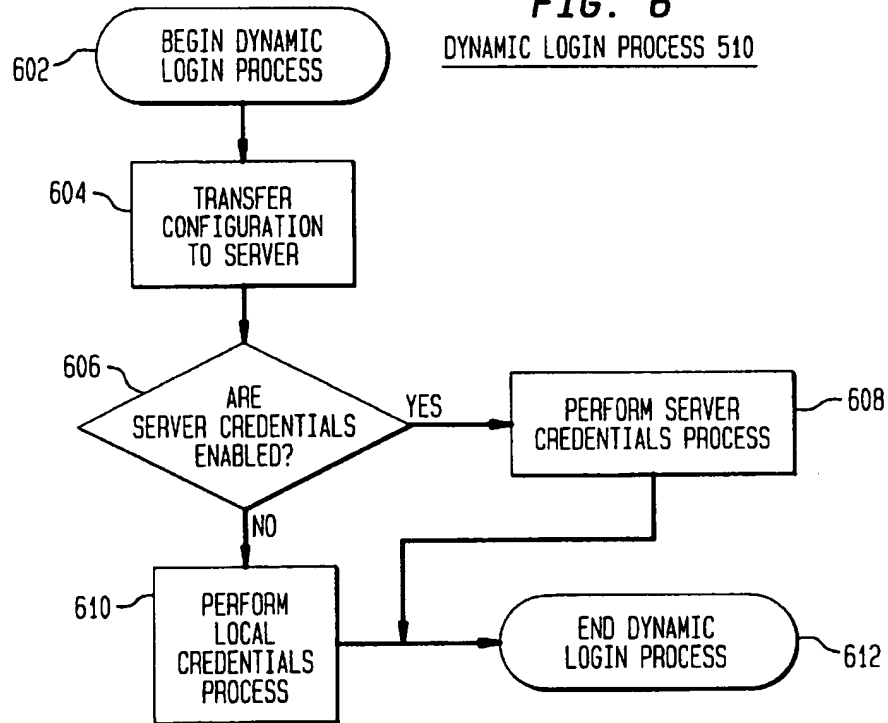 FIG. 6
DYNAMIC LOGIN PROCESS 510
602
BEGIN DYNAMIC
LOGIN PROCESS
604
TRANSFER
CONFIGURATION
TO SERVER
606
ARE
SERVER CREDENTIALS
ENABLED?
YES
608
PERFORM SERVER
CREDENTIALS PROCESS
NO
610
PERFORM
LOCAL
CREDENTIALS
PROCESS
END DYNAMIC
LOGIN PROCESS
612